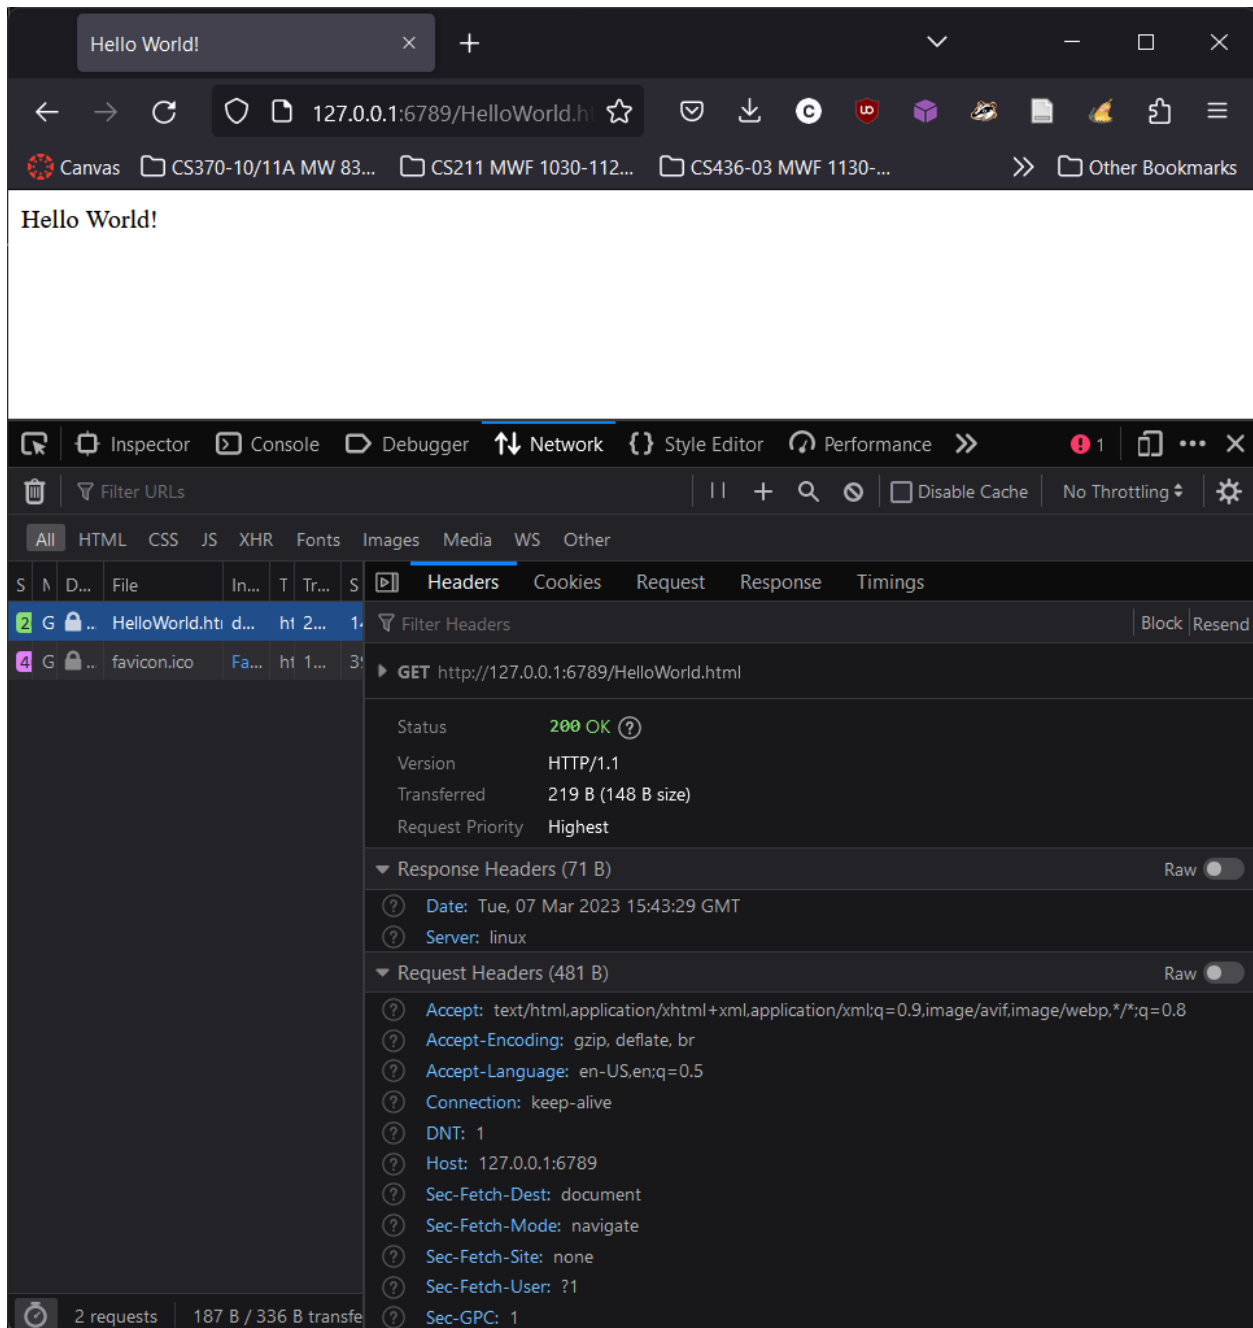 Hello World!
127.0.0.1:6789/HelloWorld.ht
Canvas CS370-10/11A MW 83... CS211 MWF 1030-112... CS436-03 MWF 1130-... Other Bookmarks
Hello World!
Inspector Console Debugger Network Style Editor Performance 1
Filter URLs Disable Cache No Throttling
All HTML CSS JS XHR Fonts Images Media WS Other
S N D... File In... T Tr... S Headers Cookies Request Response Timings
2 G ... HelloWorld.ht d... ht 2... 14 Filter Headers Block Resend
4 G ... favicon.ico Fa... ht 1...
GET http://127.0.0.1:6789/HelloWorld.html
Status 200 OK
Version HTTP/1.1
Transferred 219 B (148 B size)
Request Priority Highest
Response Headers (71 B) Raw
Date: Tue, 07 Mar 2023 15:43:29 GMT
Server: linux
Request Headers (481 B) Raw
Accept: text/html,application/xhtml+xml,application/xml;q=0.9,image/avif,image/webp,*/*;q=0.8
Accept-Encoding: gzip, deflate, br
Accept-Language: en-US,en;q=0.5
Connection: keep-alive
DNT: 1
Host: 127.0.0.1:6789
Sec-Fetch-Dest: document
Sec-Fetch-Mode: navigate
Sec-Fetch-Site: none
Sec-Fetch-User: ?1
2 requests 187 B / 336 B transfe Sec-GPC: 1